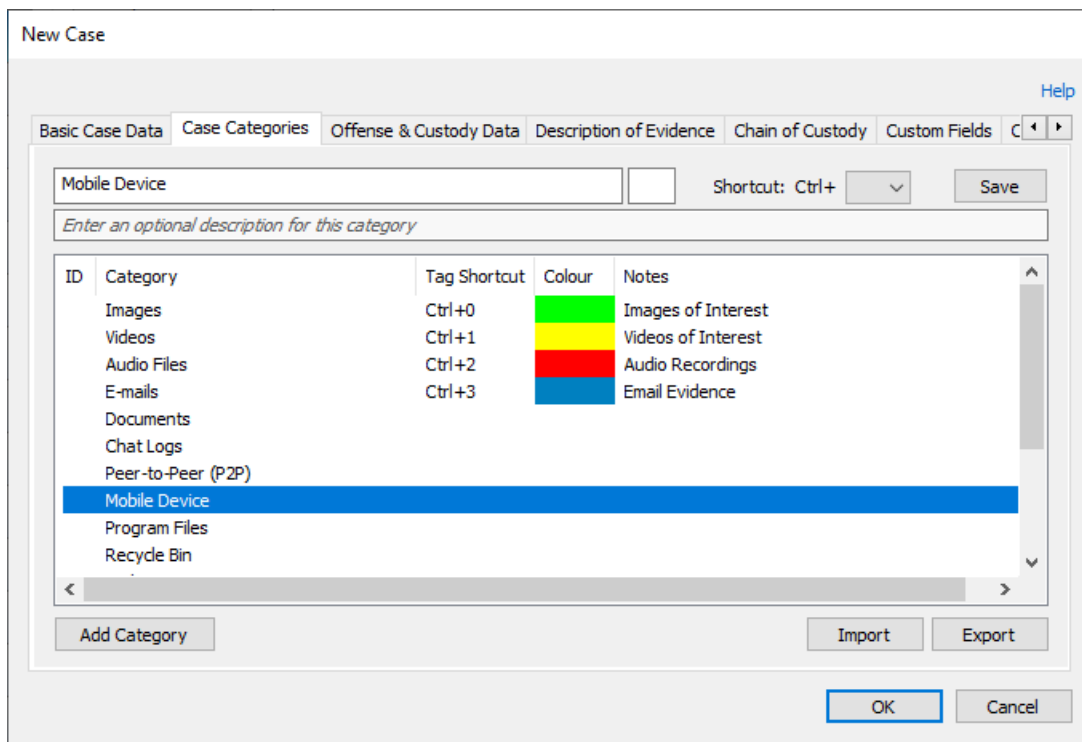 New Case
Help
Basic Case Data Case Categories Offense & Custody Data Description of Evidence Chain of Custody Custom Fields C
Mobile Device Shortcut: Ctrl+ Save
Enter an optional description for this category
ID Category Tag Shortcut Colour Notes
Images Ctrl+0 Images of Interest
Videos Ctrl+1 Videos of Interest
Audio Files Ctrl+2 Audio Recordings
E-mails Ctrl+3 Email Evidence
Documents
Chat Logs
Peer-to-Peer (P2P)
Mobile Device
Program Files
Recycle Bin
Add Category Import Export
OK Cancel